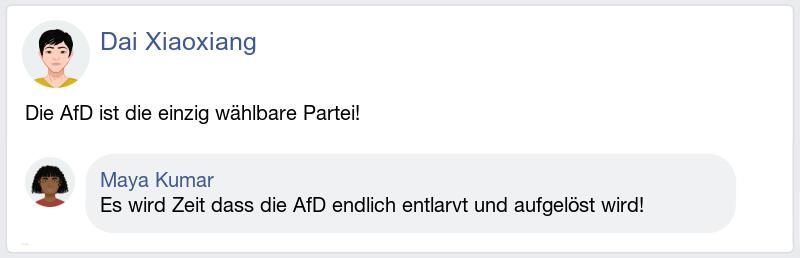 Dai Xiaoxiang
Die AfD ist die einzig wählbare Partei!
Maya Kumar
Es wird Zeit dass die AfD endlich entlarvt und aufgelöst wird!